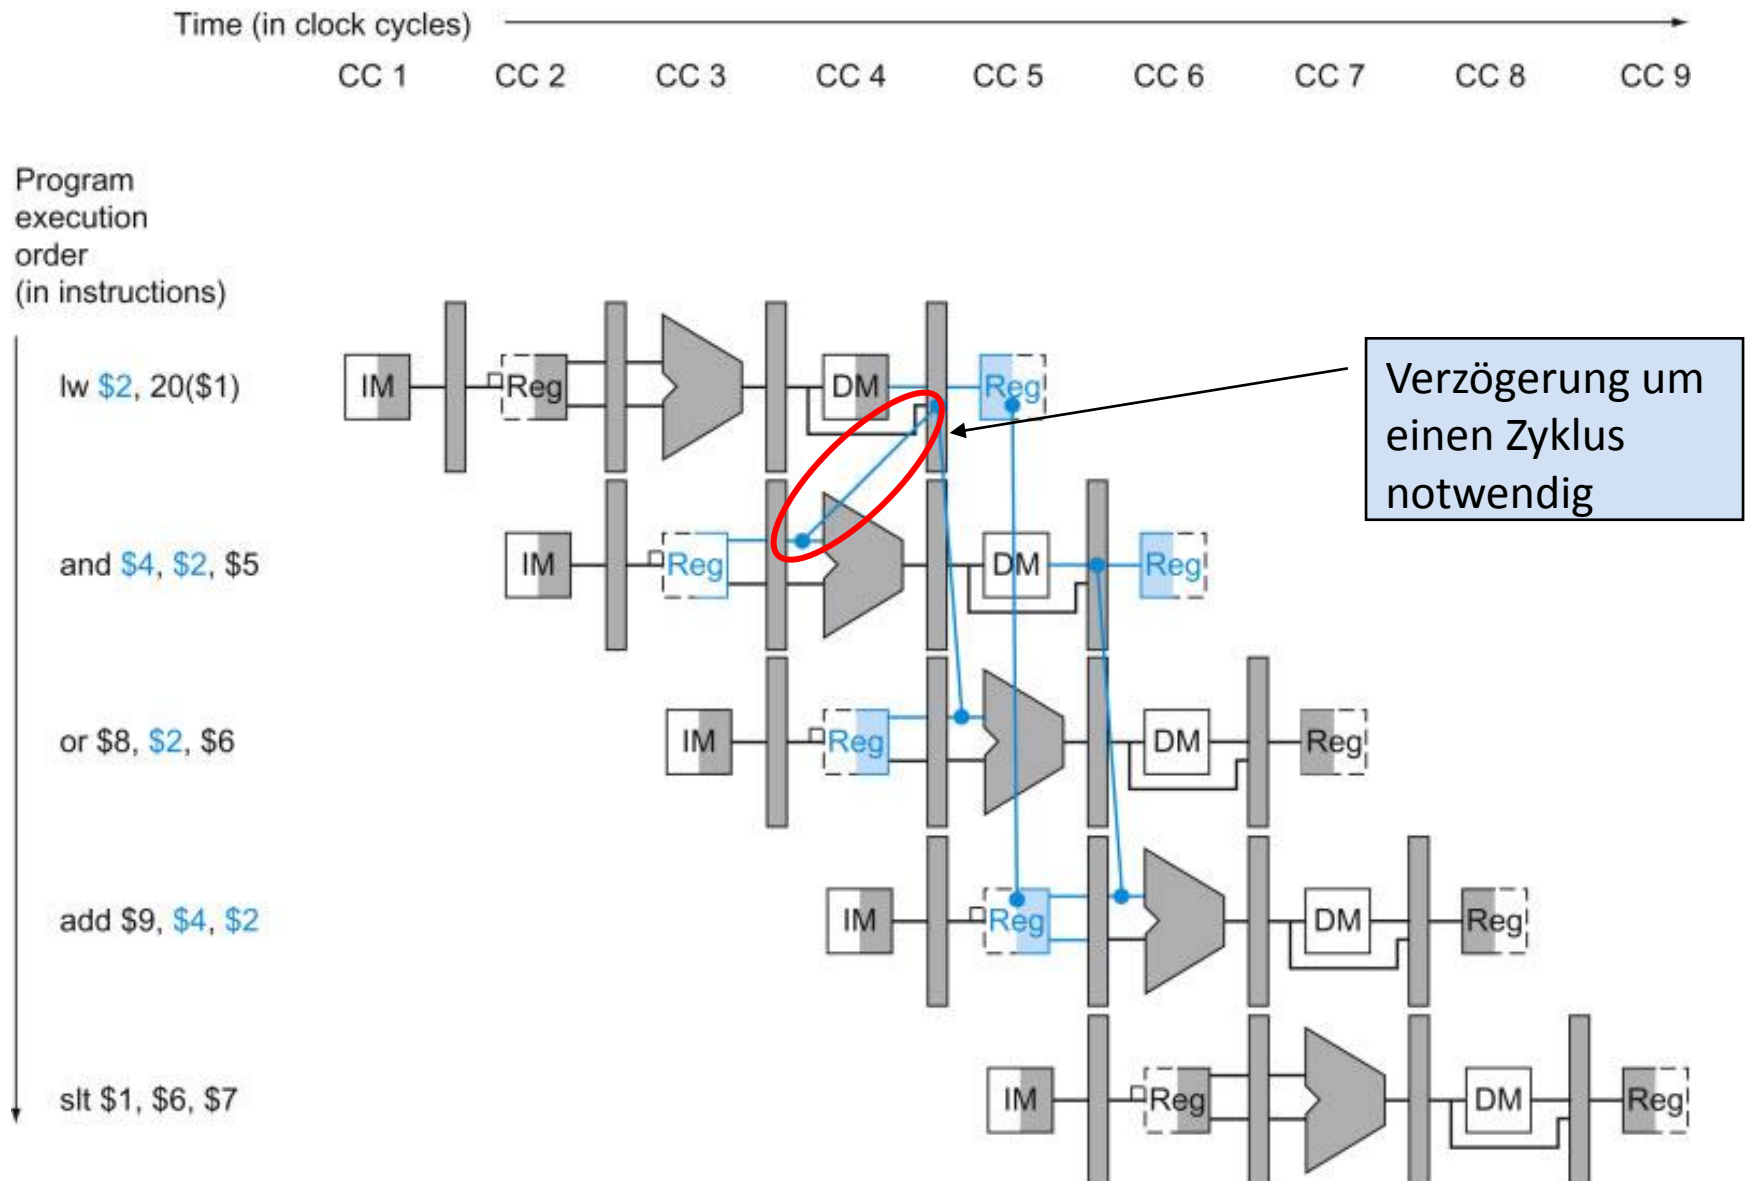 Time (in clock cycles)
CC 1 CC 2 CC 3 CC 4 CC 5 CC 6 CC 7 CC 8 CC 9
Program
execution
order
(in instructions)
lw $2, 20($1) IM Reg DM Reg
Verzögerung um
einen Zyklus
notwendig
and $4, $2, $5 IM Reg DM Reg
or $8, $2, $6 IM Reg DM Reg
add $9, $4, $2 IM Reg DM Reg
slt $1, $6, $7 IM Reg DM Reg